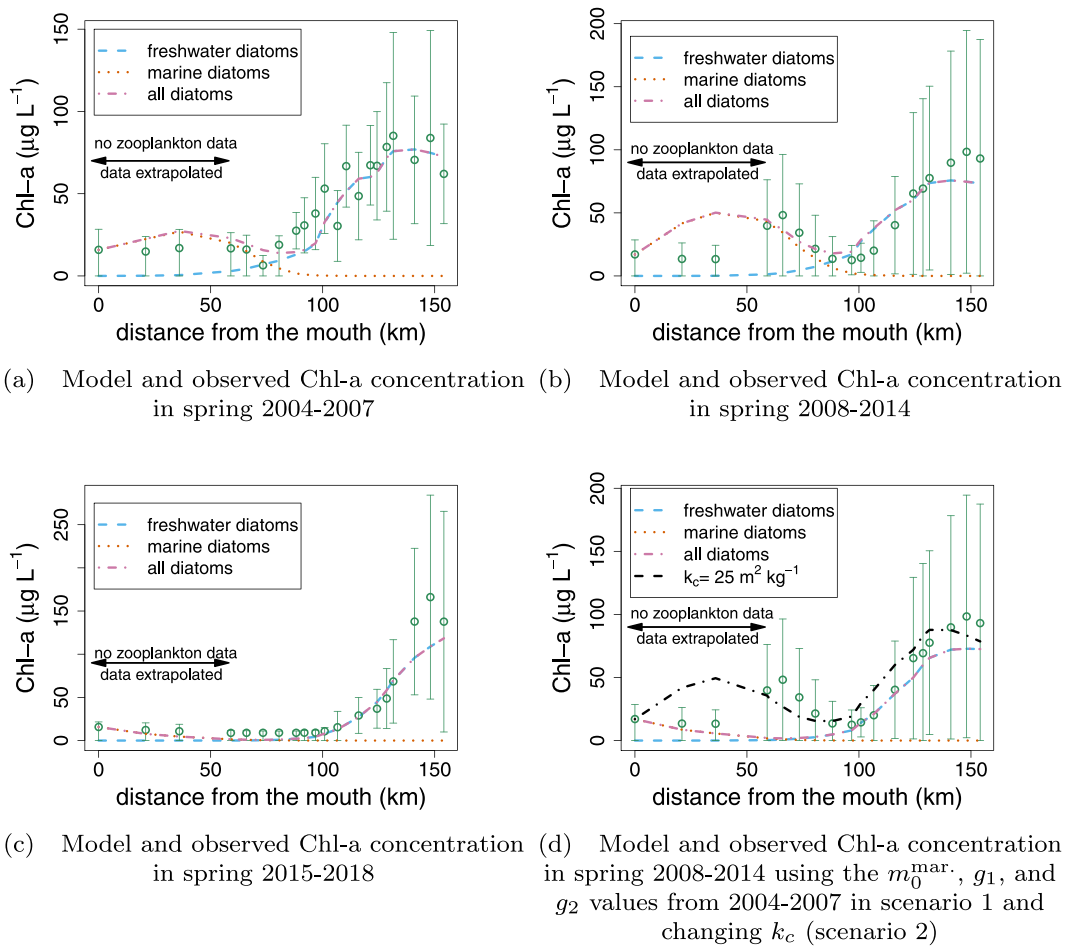 150
100
50
0
Chl–a (µg L⁻¹)
freshwater diatoms
marine diatoms
all diatoms
no zooplankton data
data extrapolated
0 50 100 150
distance from the mouth (km)
(a) Model and observed Chl-a concentration
in spring 2004-2007
200
150
100
50
0
Chl–a (µg L⁻¹)
freshwater diatoms
marine diatoms
all diatoms
no zooplankton data
data extrapolated
0 50 100 150
distance from the mouth (km)
(b) Model and observed Chl-a concentration
in spring 2008-2014
250
150
50
0
Chl–a (µg L⁻¹)
freshwater diatoms
marine diatoms
all diatoms
no zooplankton data
data extrapolated
0 50 100 150
distance from the mouth (km)
(c) Model and observed Chl-a concentration
in spring 2015-2018
200
150
100
50
0
Chl–a (µg L⁻¹)
freshwater diatoms
marine diatoms
all diatoms
k_c= 25 m² kg⁻¹
no zooplankton data
data extrapolated
0 50 100 150
distance from the mouth (km)
(d) Model and observed Chl-a concentration
in spring 2008-2014 using the m₀^mar., g₁, and
g₂ values from 2004-2007 in scenario 1 and
changing k_c (scenario 2)